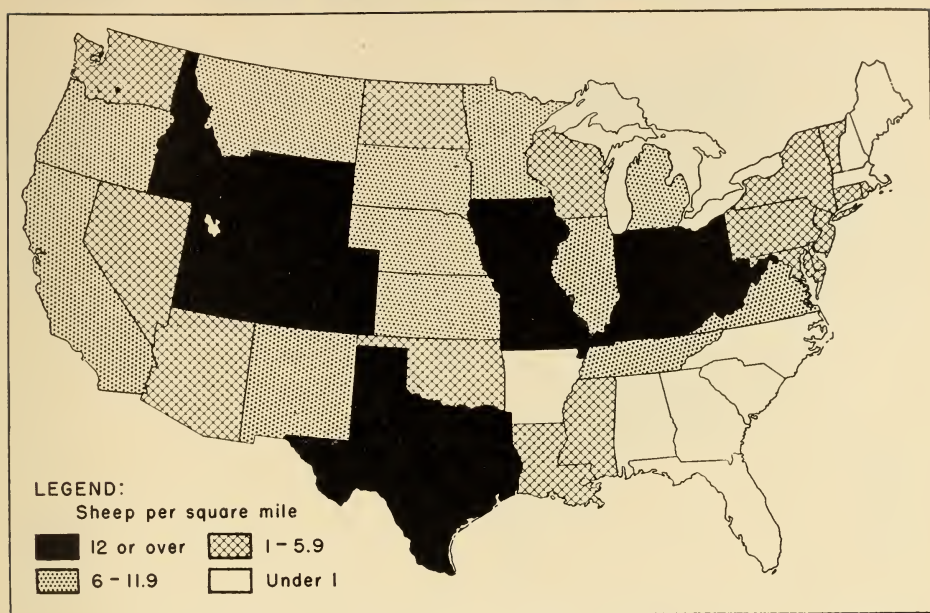 LEGEND:
Sheep per square mile
12 or over
1-5.9
6-11.9
Under 1